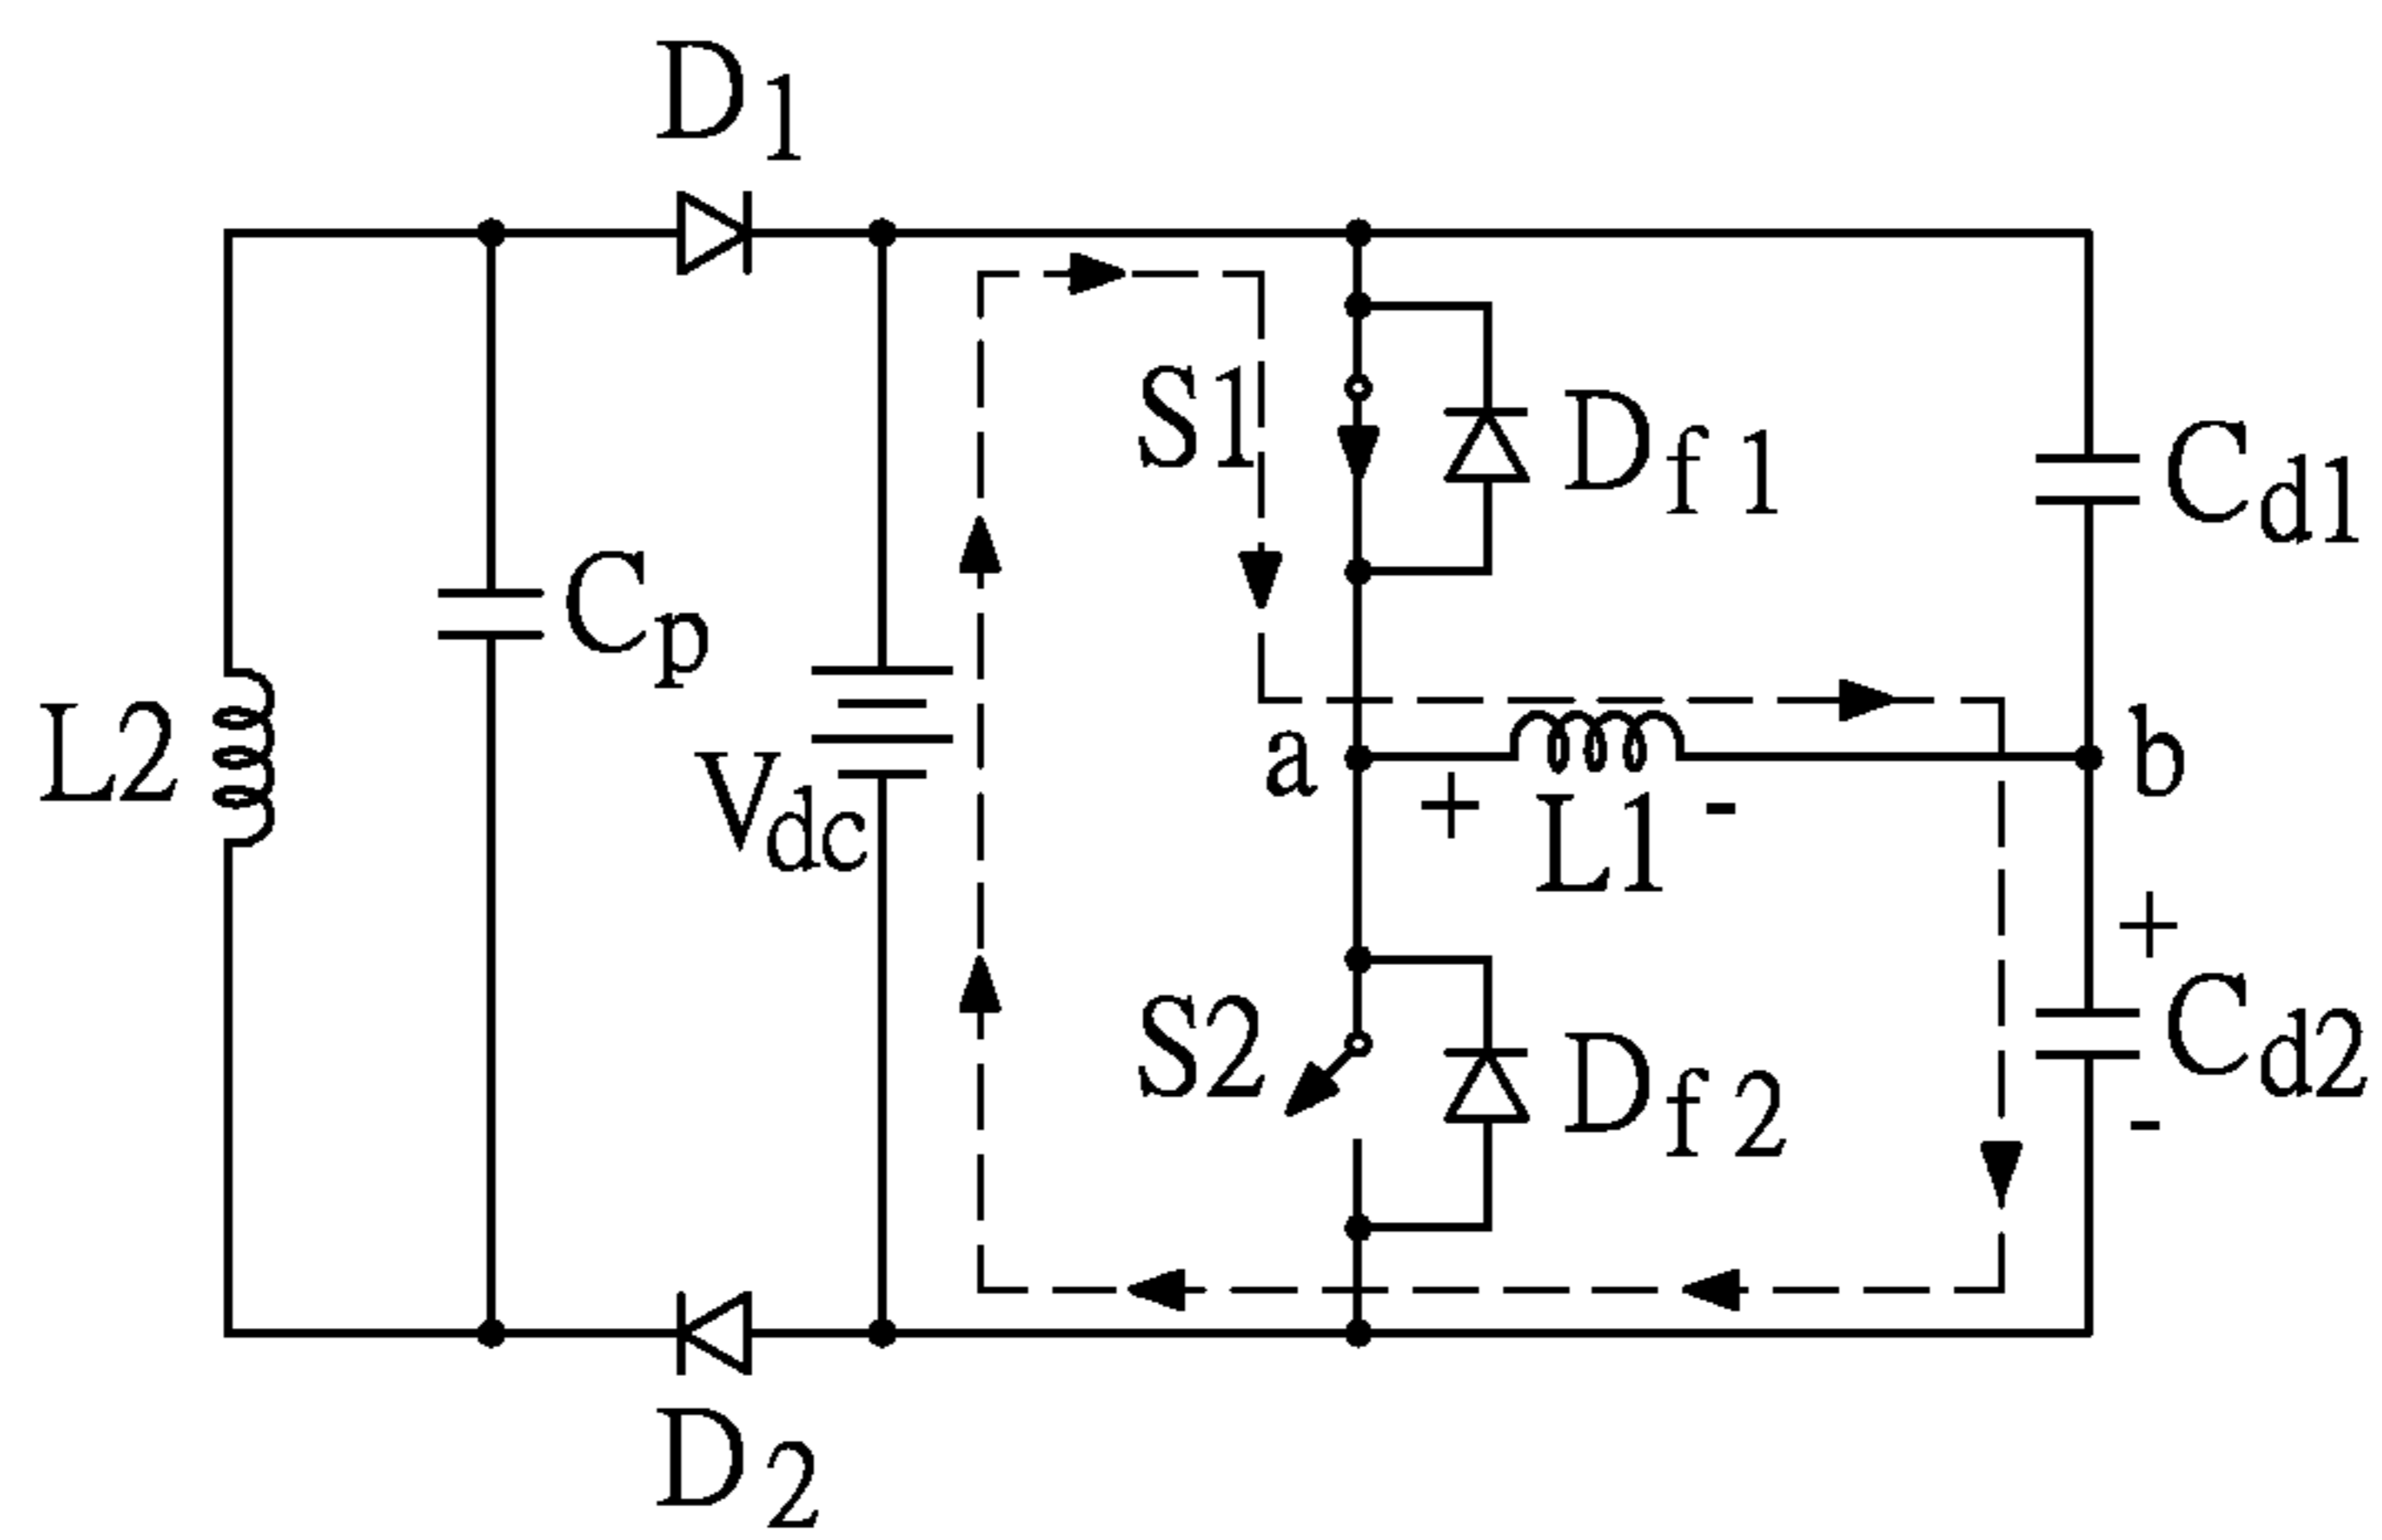 D1
S1
Df1
Cd1
Cp
L2
Vdc
a
b
+
L1
-
+
S2
Df2
Cd2
-
D2